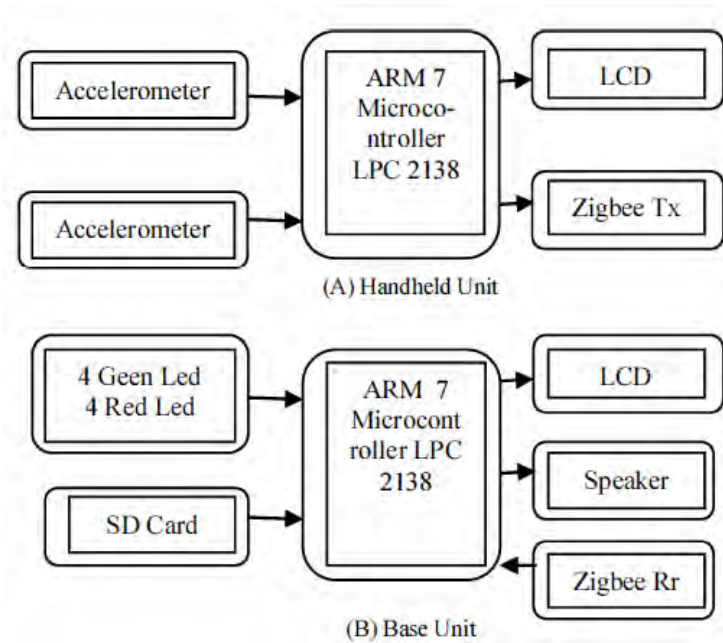 Accelerometer
Accelerometer
ARM 7
Microco-
ntroller
LPC 2138
LCD
Zigbee Tx
(A) Handheld Unit
4 Geen Led
4 Red Led
SD Card
ARM 7
Microcont
roller LPC
2138
LCD
Speaker
Zigbee Rr
(B) Base Unit